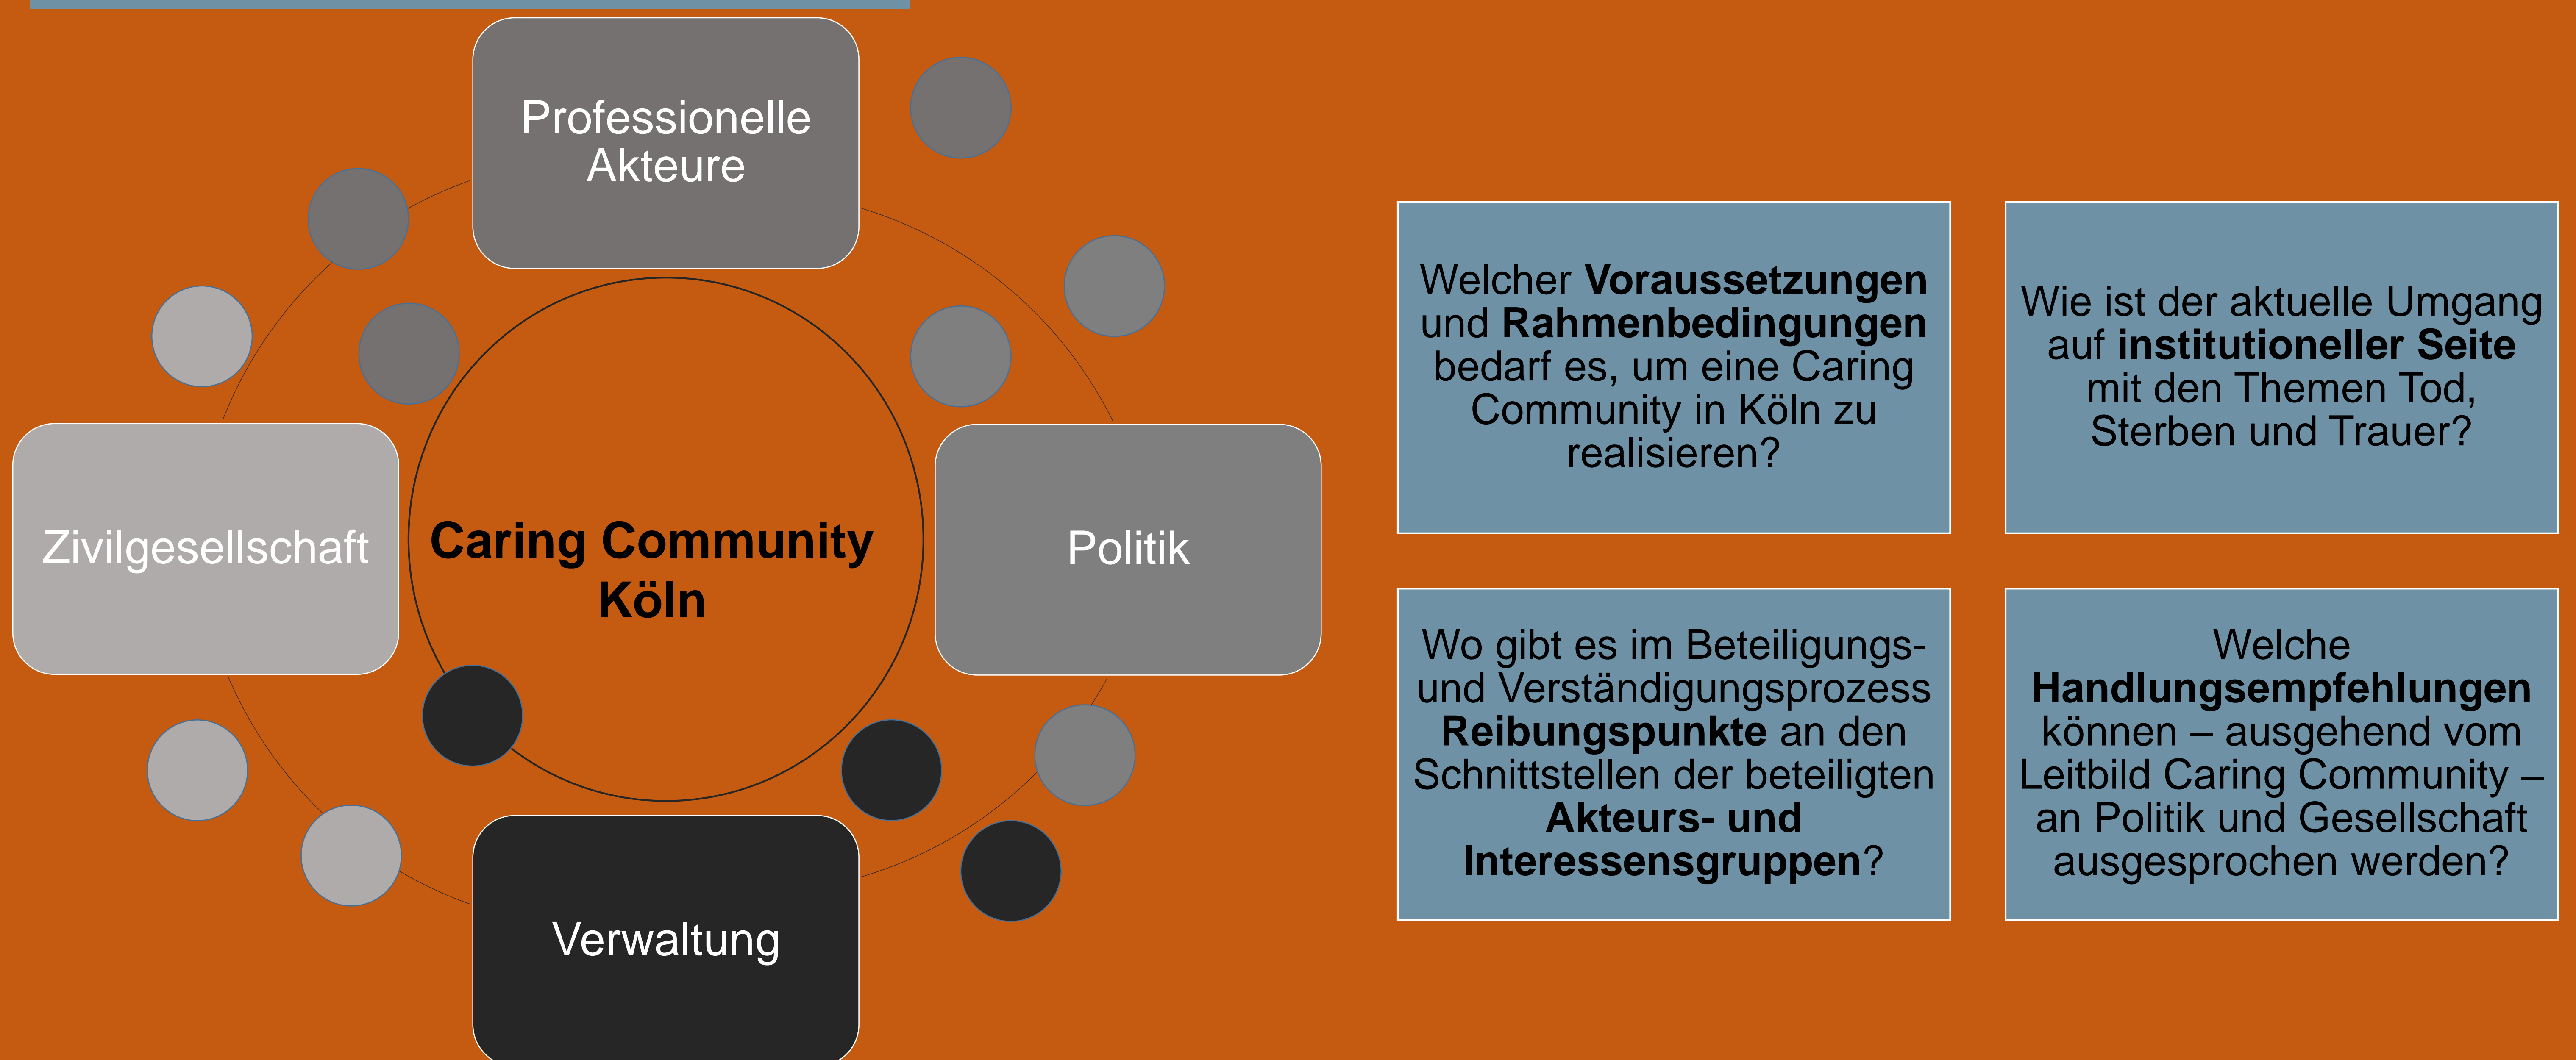 Professionelle
Akteure
Zivilgesellschaft
Caring Community
Köln
Politik
Verwaltung
Welcher Voraussetzungen
und Rahmenbedingungen
bedarf es, um eine Caring
Community in Köln zu
realisieren?
Wie ist der aktuelle Umgang
auf institutioneller Seite
mit den Themen Tod,
Sterben und Trauer?
Wo gibt es im Beteiligungs-
und Verständigungsprozess
Reibungspunkte an den
Schnittstellen der beteiligten
Akteurs- und
Interessensgruppen?
Welche
Handlungsempfehlungen
können – ausgehend vom
Leitbild Caring Community –
an Politik und Gesellschaft
ausgesprochen werden?